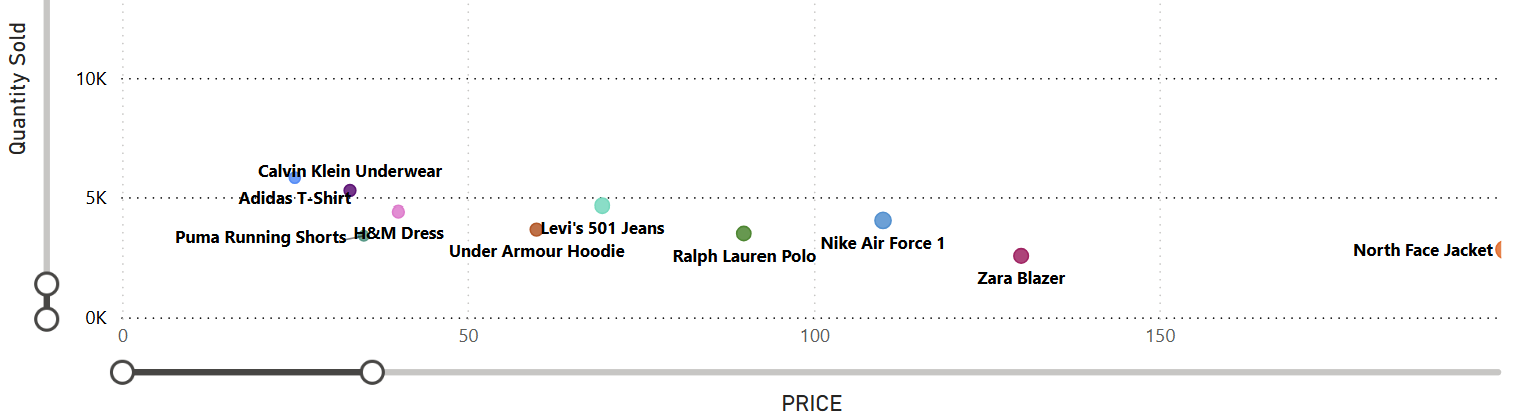 Quantity Sold
10K
Calvin Klein Underwear
5K
Adidas T-Shirt
H&M Dress
Puma Running Shorts
Levi's 501 Jeans
Under Armour Hoodie
Ralph Lauren Polo
Nike Air Force 1
North Face Jacket
Zara Blazer
0K
0 50 100 150
PRICE